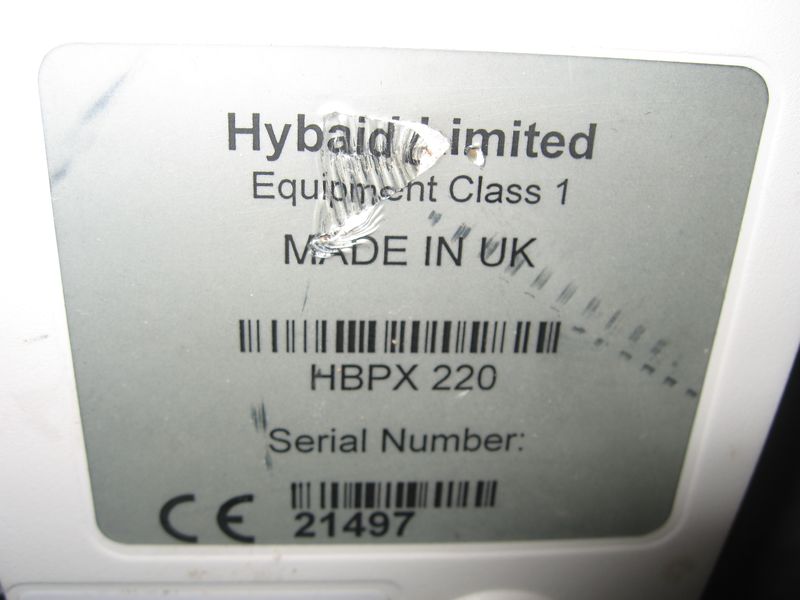 Hybaid Limited
Equipment Class 1
MADE IN UK
HBPX 220
Serial Number:
CE 21497